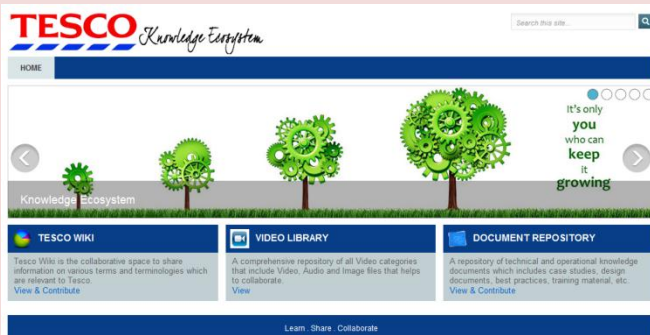 TESCO Knowledge Ecosystem
Search this site...
HOME
It's only
you
who can
keep
it
growing
Knowledge Ecosystem
TESCO WIKI
Tesco Wiki is the collaborative space to share
information on various terms and terminologies which
are relevant to Tesco.
View & Contribute
VIDEO LIBRARY
A comprehensive repository of all Video categories
that include Video, Audio and Image files that helps
to collaborate.
View
DOCUMENT REPOSITORY
A repository of technical and operational knowledge
documents which includes case studies, design
documents, best practices, training material, etc.
View & Contribute
Learn . Share . Collaborate